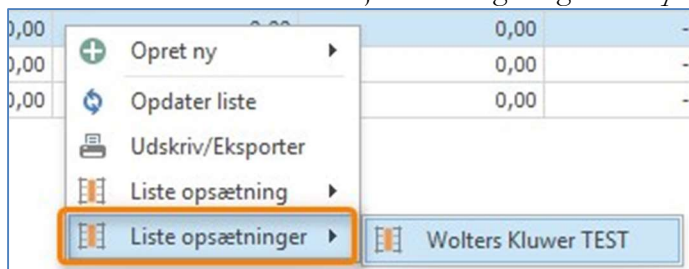 0,00 0,00 -
Opret ny
0,00 0,00 -
Opdater liste
0,00 0,00 -
Udskriv/Eksporter
Liste opsætning
Liste opsætninger Wolters Kluwer TEST